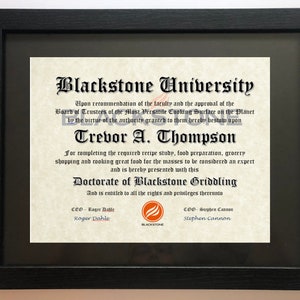 Blackstone University
Upon recommendation of the faculty and the approval of the
Board of Trustees of the Major Versatile Cooking Surface on the Planet
by the virtue of the authority granted to them hereby bestow
BLACKSTONE
Trevor A. Thompson
For completing the required recipe study, food preparation, grocery
shopping and cooking great food for the masses to be considered an expert
and is hereby presented with this
Doctorate of Blackstone Griddling
And is entitled to all the rights and privileges thereunto
CEO - Roger Dahle
COO - Stephen Cannon
Roger Dahle
Stephen Cannon
BLACKSTONE